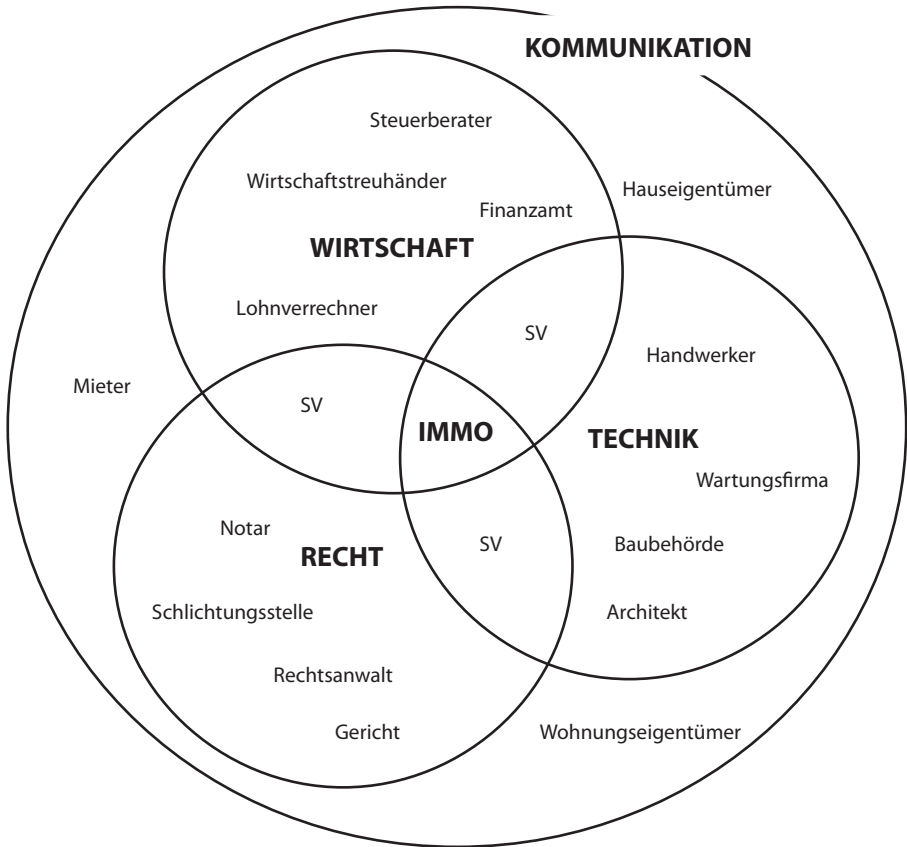 KOMMUNIKATION
Steuerberater
Wirtschaftstreuhänder
Hauseigentümer
Finanzamt
WIRTSCHAFT
Lohnverrechner
SV
Handwerker
Mieter
SV
IMMO
TECHNIK
Wartungsfirma
Notar
SV
Baubehörde
RECHT
Schlichtungsstelle
Architekt
Rechtsanwalt
Gericht
Wohnungseigentümer